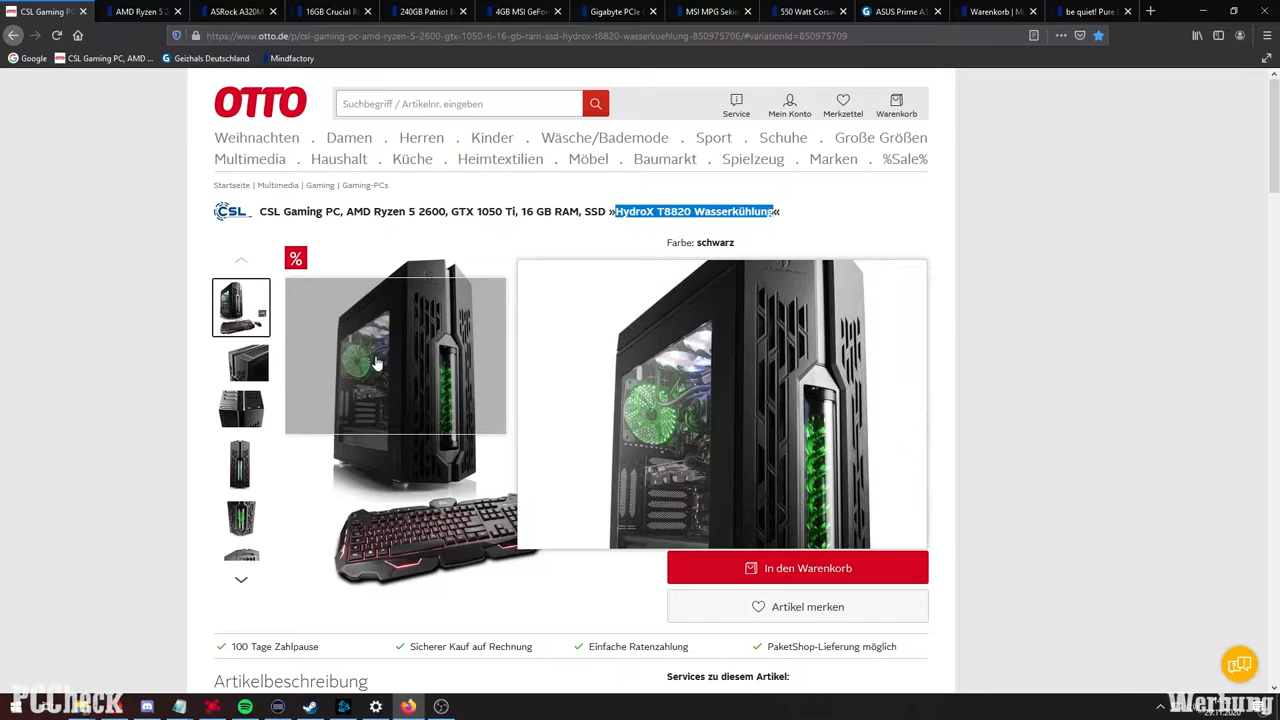 CSL Gaming PC
AMD Ryzen 5 2
ASRock A320M
16GB Crucial R
240GB Patriot B
4GB MSI GeFor
Gigabyte PCIe
MSI MPG Sekir
550 Watt Corsa
ASUS Prime A3
Warenkorb | M
be quiet! Pure L
https://www.otto.de/p/csl-gaming-pc-amd-ryzen-5-2600-gtx-1050-ti-16-gb-ram-ssd-hydrox-t8820-wasserkuehlung-850975706/#variationId=850975709
Google
CSL Gaming PC, AMD ...
Geizhals Deutschland
Mindfactory
OTTO
Suchbegriff / Artikelnr. eingeben
Service
Mein Konto
Merkzettel
Warenkorb
Weihnachten . Damen . Herren . Kinder . Wäsche/Bademode . Sport . Schuhe . Große Größen
Multimedia . Haushalt . Küche . Heimtextilien . Möbel . Baumarkt . Spielzeug . Marken . %Sale%
Startseite | Multimedia | Gaming | Gaming-PCs
CSL CSL Gaming PC, AMD Ryzen 5 2600, GTX 1050 Ti, 16 GB RAM, SSD »HydroX T8820 Wasserkühlung«
Farbe: schwarz
%
In den Warenkorb
Artikel merken
100 Tage Zahlpause
Sicherer Kauf auf Rechnung
Einfache Ratenzahlung
PaketShop-Lieferung möglich
Artikelbeschreibung
Services zu diesem Artikel:
PCCheck
Werbung
29.11.2020